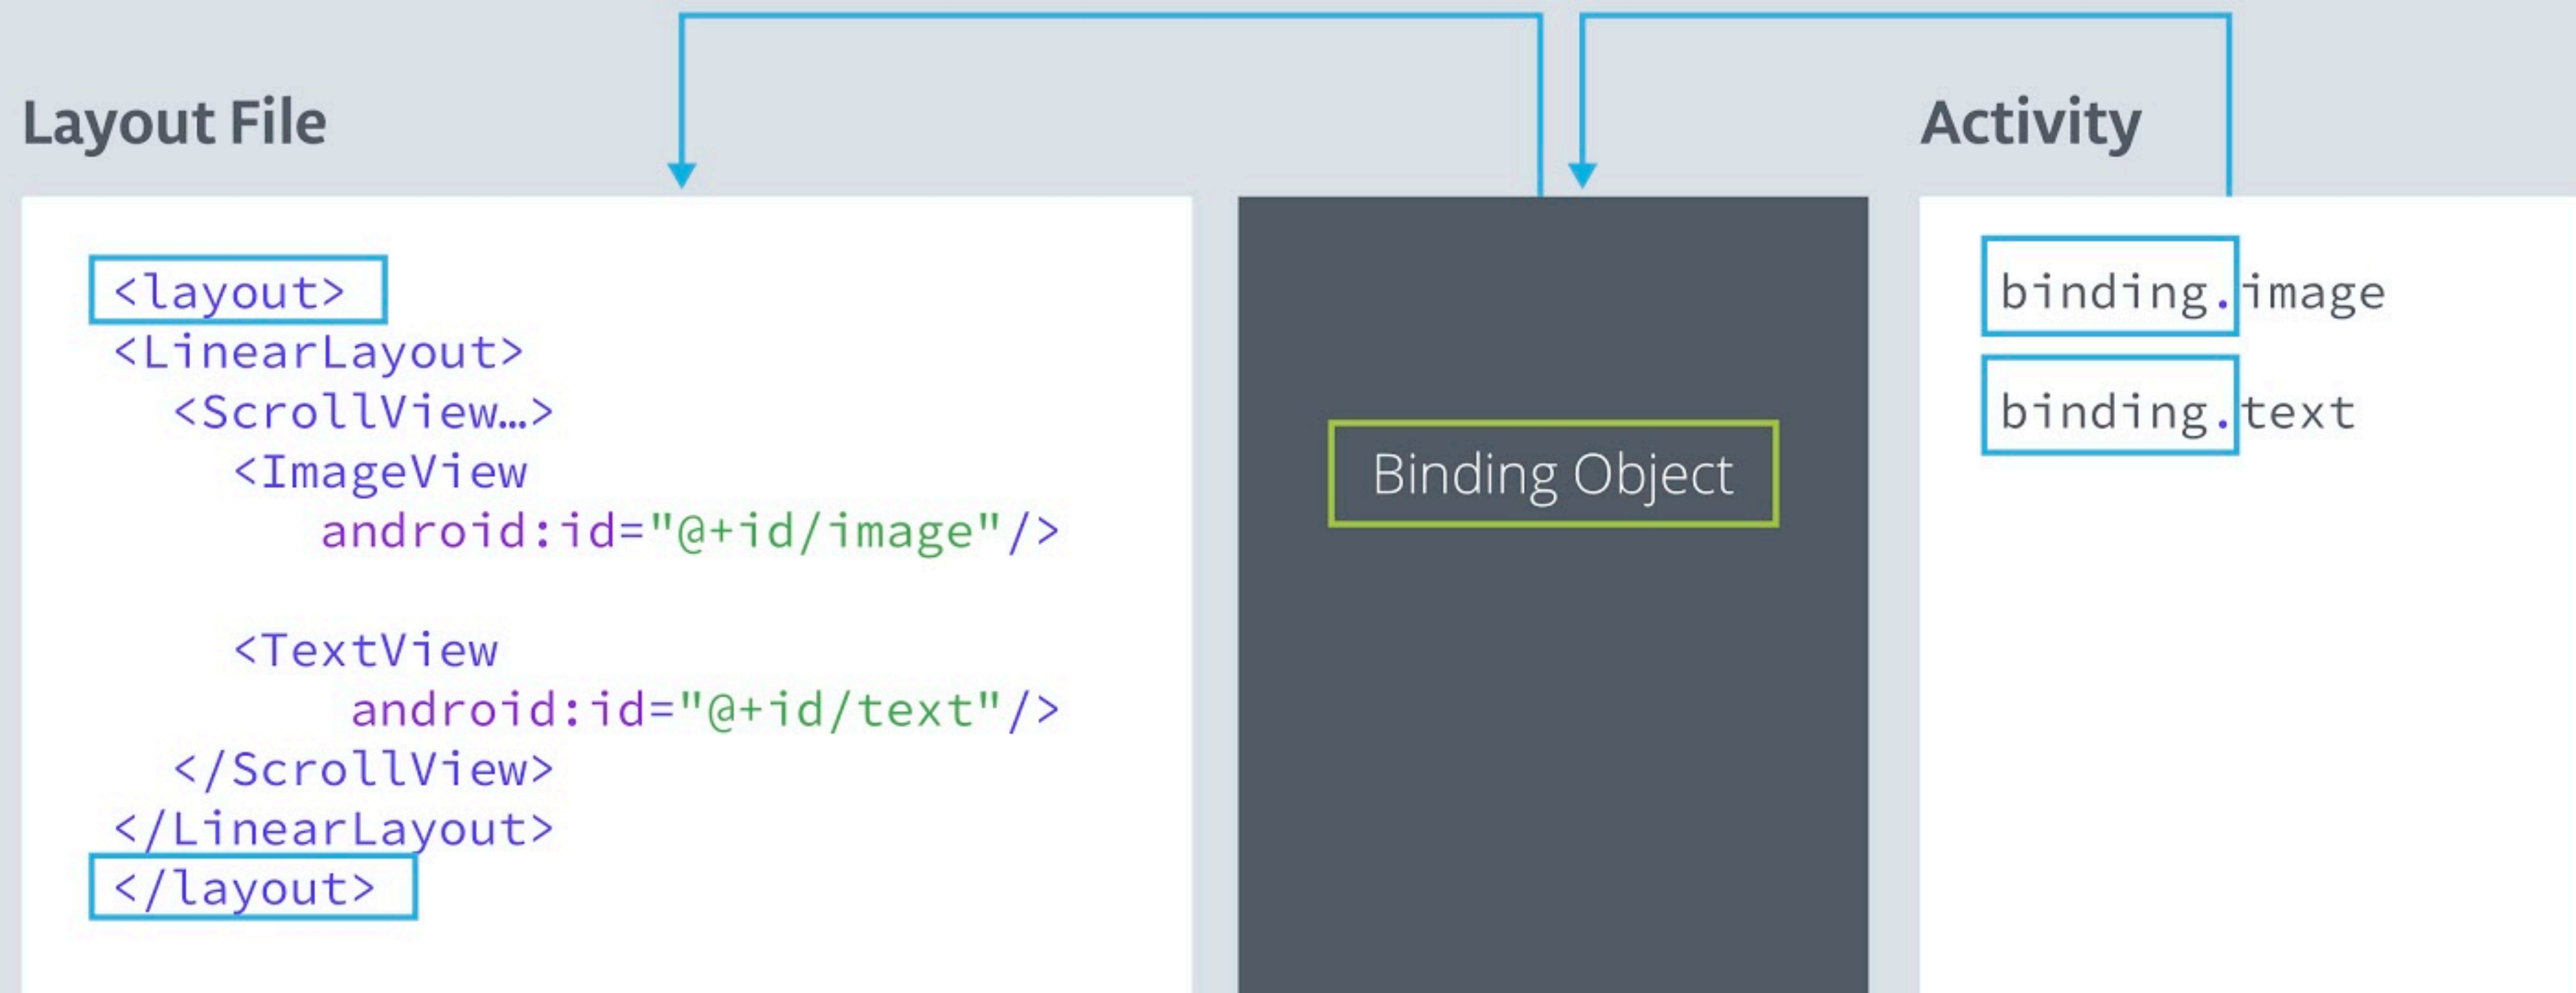 Layout File
<layout>
<LinearLayout>
<ScrollView…>
<ImageView
android:id="@+id/image"/>
<TextView
android:id="@+id/text"/>
</ScrollView>
</LinearLayout>
</layout>
Binding Object
Activity
binding.image
binding.text